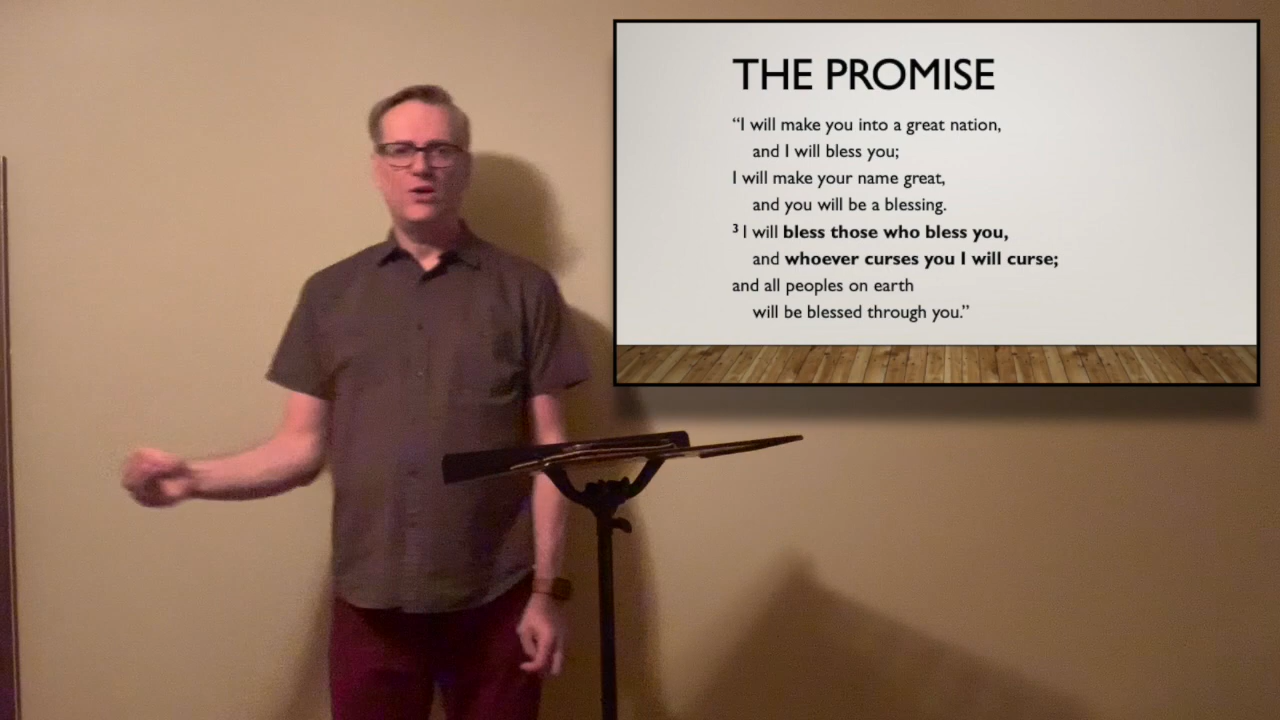 THE PROMISE
“I will make you into a great nation,
and I will bless you;
I will make your name great,
and you will be a blessing.
³ I will bless those who bless you,
and whoever curses you I will curse;
and all peoples on earth
will be blessed through you.”